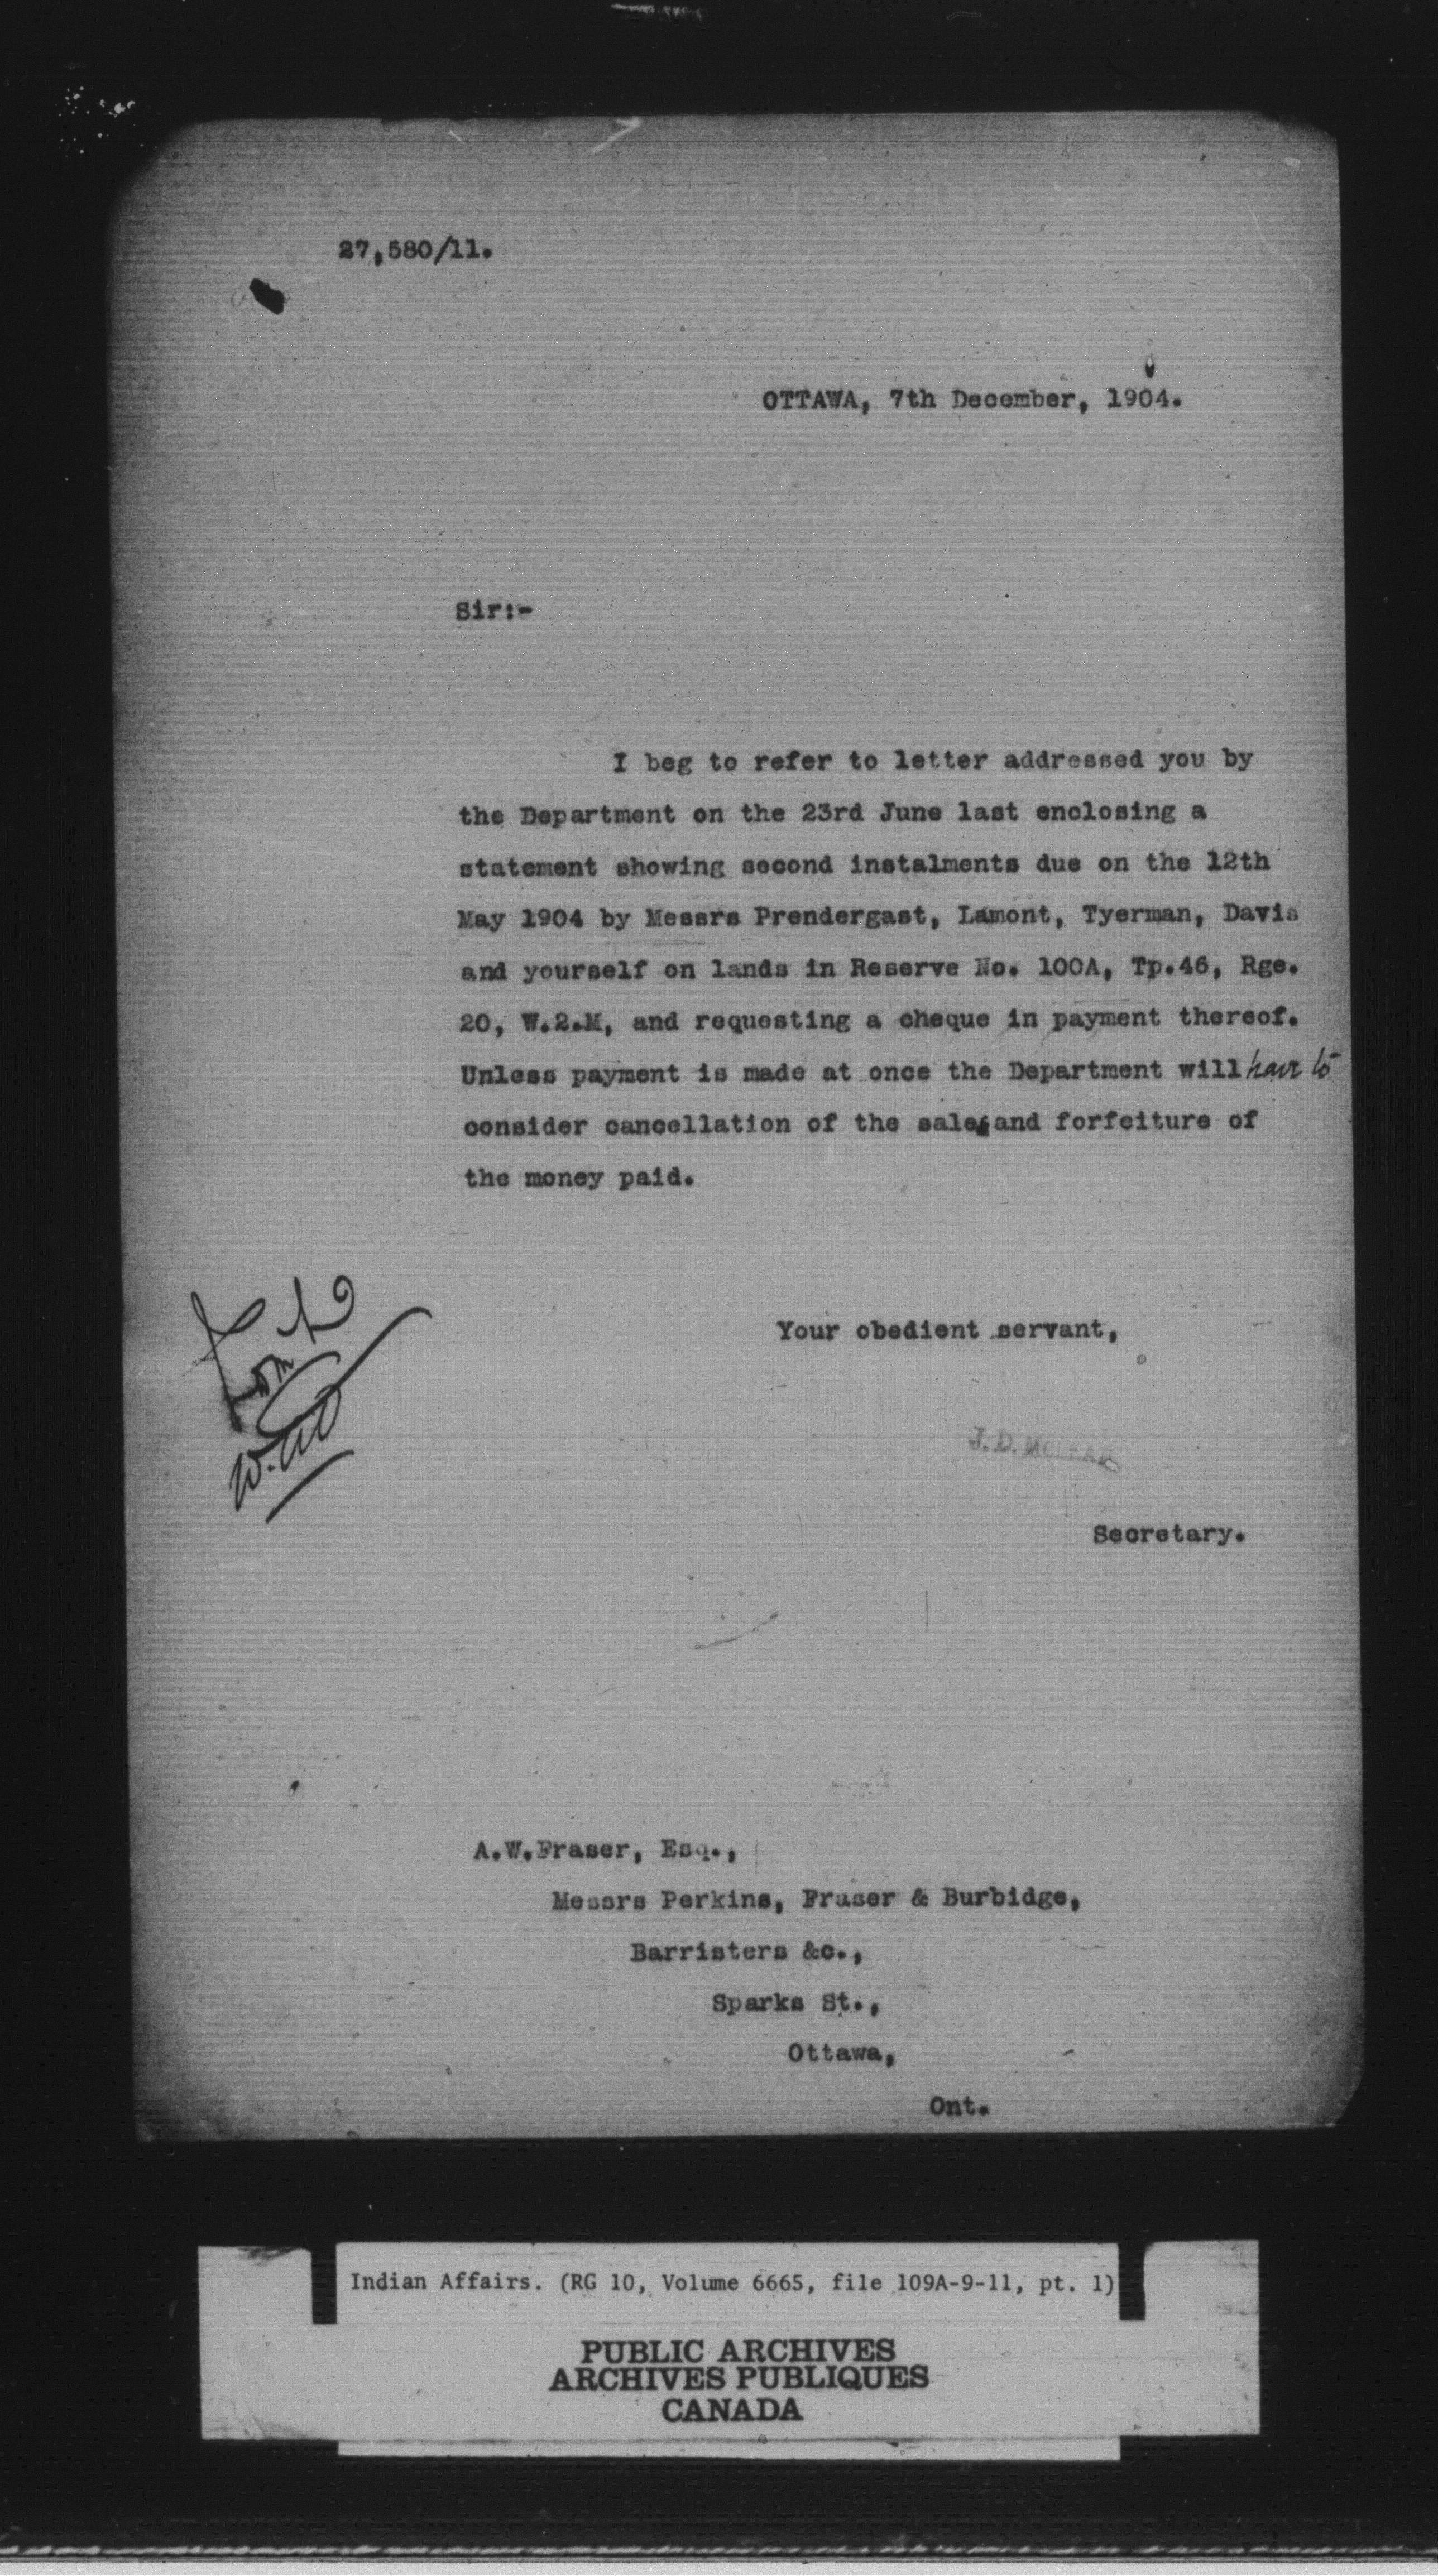 27,580/11.
OTTAWA, 7th December, 1904.
Sir:-
I beg to refer to letter addressed you by
the Department on the 23rd June last enclosing a
statement showing second instalments due on the 12th
May 1904 by Messrs Prendergast, Lamont, Tyerman, Davis
and yourself on lands in Reserve No. 100A, Tp.46, Rge.
20, W.2.M, and requesting a cheque in payment thereof.
Unless payment is made at once the Department will have to
consider cancellation of the sales and forfeiture of
the money paid.
Your obedient servant,
J.D. MCLEAN
Secretary.
A.W.Fraser, Esq.,
Messrs Perkins, Fraser & Burbidge,
Barristers &c.,
Sparks St.,
Ottawa,
Ont.
Indian Affairs. (RG 10, Volume 6665, file 109A-9-11, pt. 1)
PUBLIC ARCHIVES
ARCHIVES PUBLIQUES
CANADA